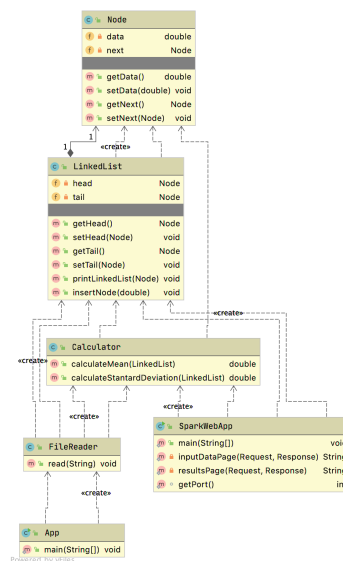 Node
data double
next Node
getData() double
setData(double) void
getNext() Node
setNext(Node) void
1
1
«create»
LinkedList
head Node
tail Node
getHead() Node
setHead(Node) void
getTail() Node
setTail(Node) void
printLinkedList(Node) void
insertNode(double) void
«create»
Calculator
calculateMean(LinkedList) double
calculateStantardDeviation(LinkedList) double
«create»
«create»
«create»
SparkWebApp
main(String[])
inputDataPage(Request, Response)
resultsPage(Request, Response)
getPort()
FileReader
read(String) void
«create»
App
main(String[]) void
Powered by yFiles